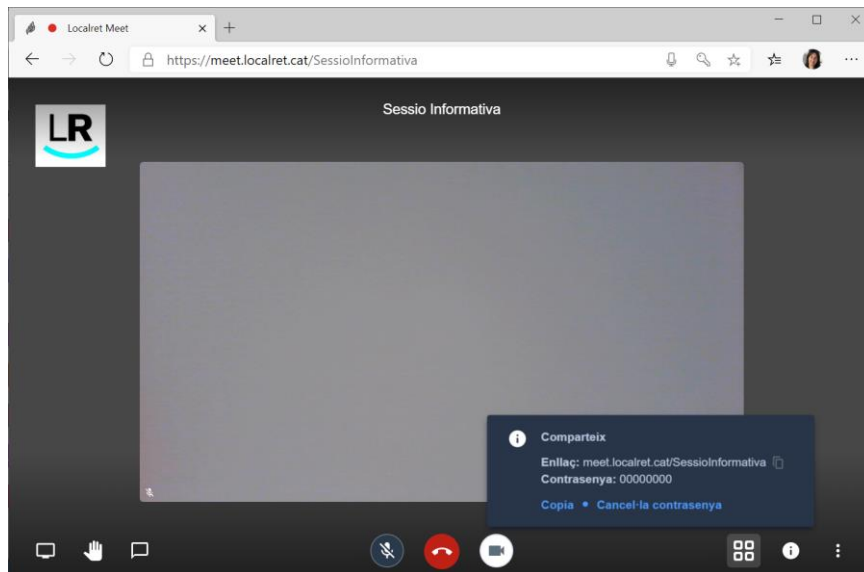 Localret Meet
https://meet.localret.cat/SessioInformativa
LR
Sessio Informativa
Comparteix
Enllaç: meet.localret.cat/SessioInformativa
Contrasenya: 00000000
Copia • Cancel·la contrasenya